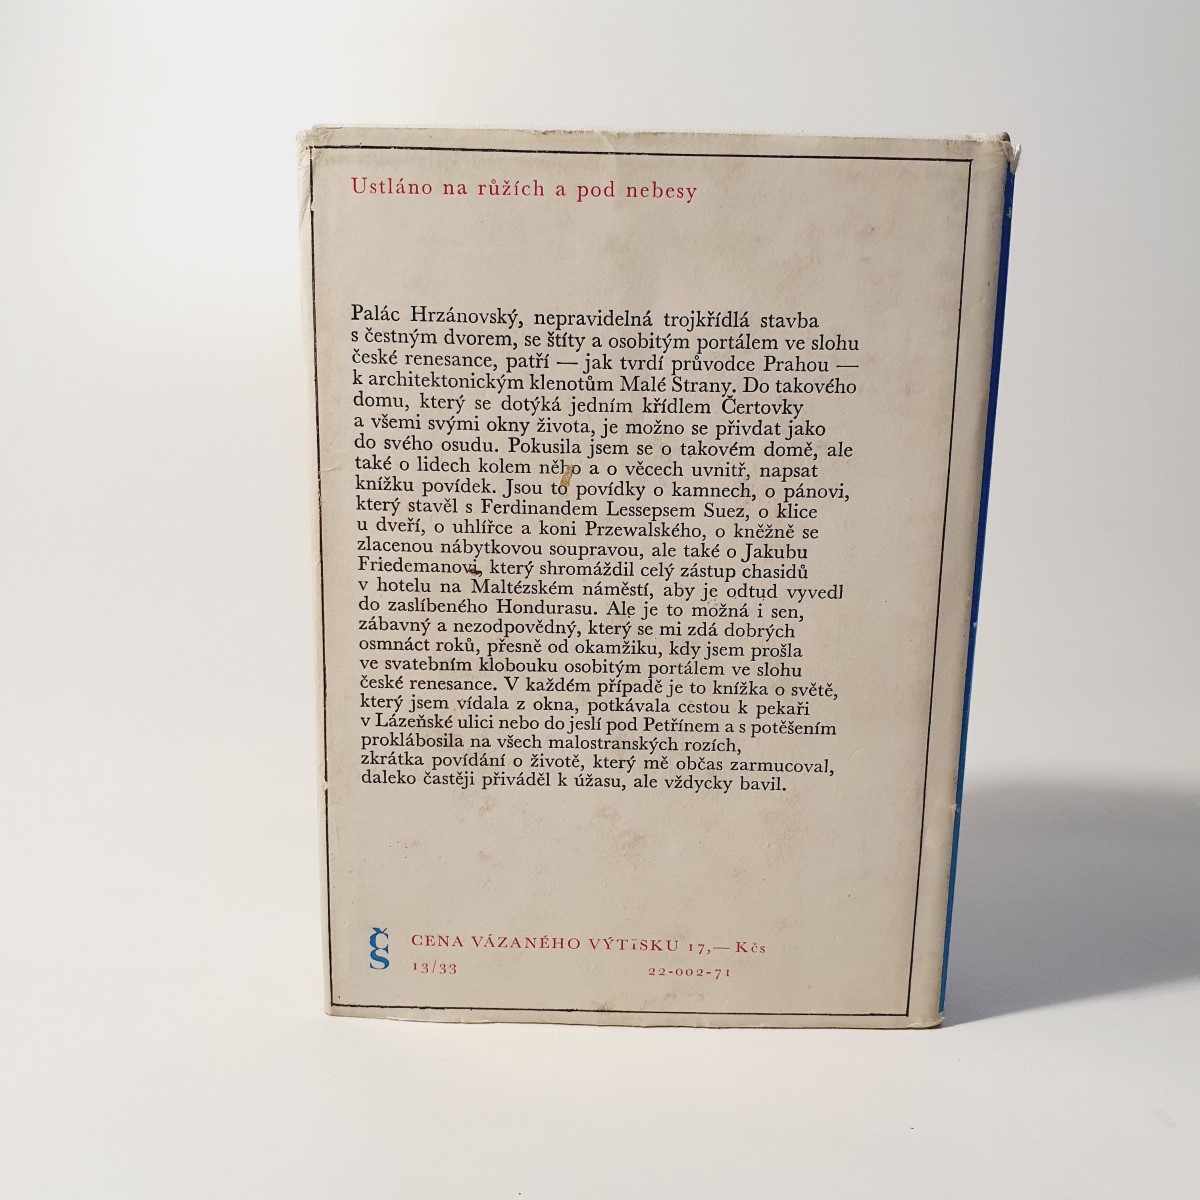 Ustláno na růžích a pod nebesy
Palác Hrzánovský, nepravidelná trojkřídlá stavba
s čestným dvorem, se štíty a osobitým portálem ve slohu
české renesance, patří — jak tvrdí průvodce Prahou —
k architektonickým klenotům Malé Strany. Do takového
domu, který se dotýká jedním křídlem Čertovky
a všemi svými okny života, je možno se přivdat jako
do svého osudu. Pokusila jsem se o takovém domě, ale
také o lidech kolem něho a o věcech uvnitř, napsat
knížku povídek. Jsou to povídky o kamnech, o pánovi,
který stavěl s Ferdinandem Lessepsem Suez, o klice
u dveří, o uhlířce a koni Przewalského, o kněžně se
zlacenou nábytkovou soupravou, ale také o Jakubu
Friedemanovi, který shromáždil celý zástup chasidů
v hotelu na Maltézském náměstí, aby je odtud vyvedl
do zaslíbeného Hondurasu. Ale je to možná i sen,
zábavný a nezodpovědný, který se mi zdá dobrých
osmnáct roků, přesně od okamžiku, kdy jsem prošla
ve svatebním klobouku osobitým portálem ve slohu
české renesance. V každém případě je to knížka o světě,
který jsem vídala z okna, potkávala cestou k pekaři
v Lázeňské ulici nebo do jeslí pod Petřínem a s potěšením
proklábosila na všech malostranských rozích,
zkrátka povídání o životě, který mě občas zarmucoval,
daleko častěji přiváděl k úžasu, ale vždycky bavil.
ČS CENA VÁZANÉHO VÝTISKU 17,— Kčs
13/33 22-002-71